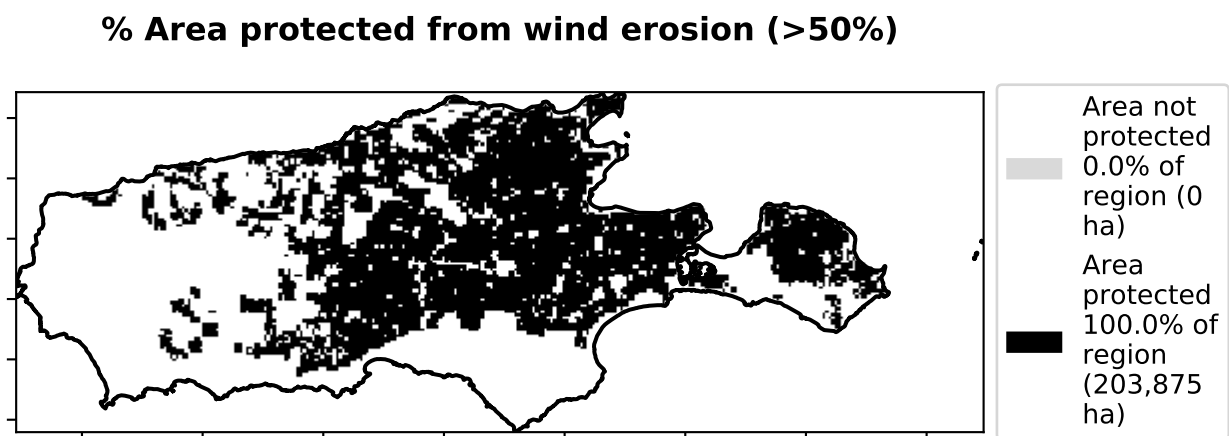 % Area protected from wind erosion (>50%)
Area not
protected
0.0% of
region (0
ha)
Area
protected
100.0% of
region
(203,875
ha)